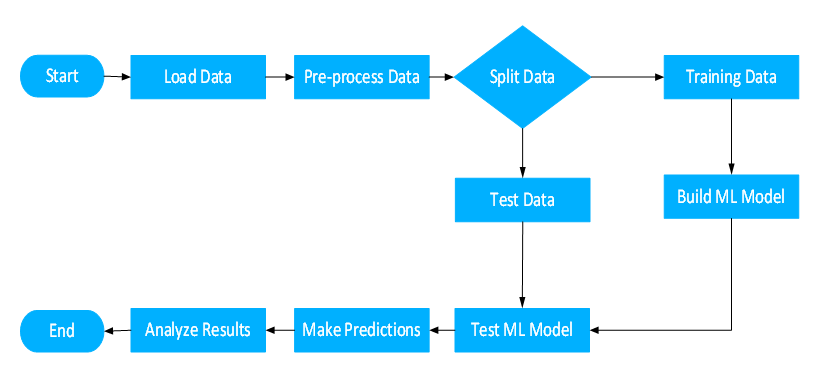 Start
Load Data
Pre-process Data
Split Data
Training Data
Test Data
Build ML Model
End
Analyze Results
Make Predictions
Test ML Model